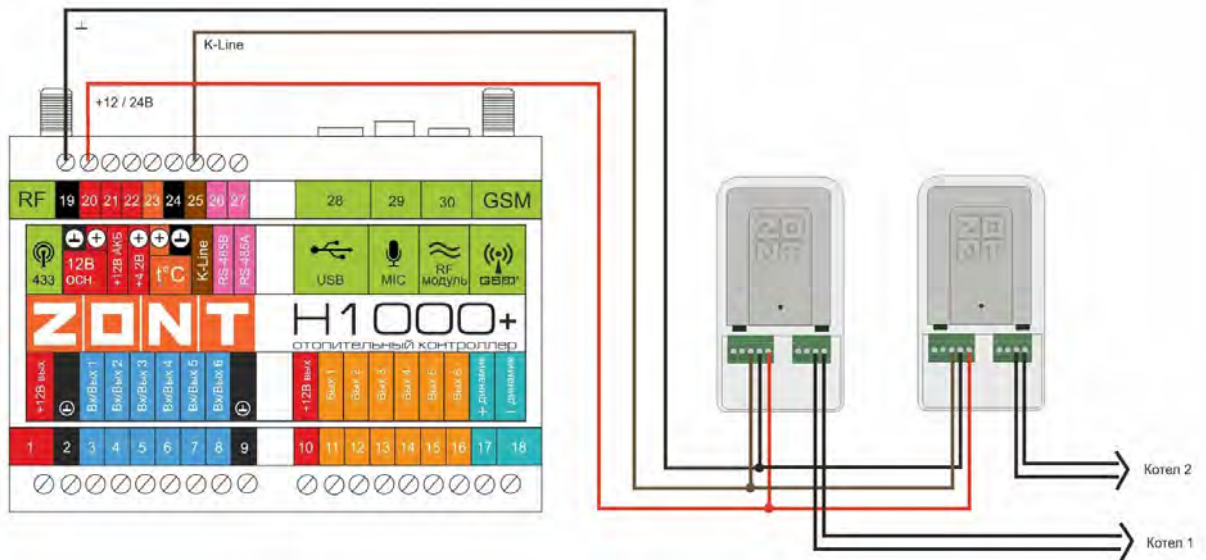 ⊥
K-Line
+12 / 24В
RF 19 20 21 22 23 24 25 26 27 28 29 30 GSM
433
12В осн.
+12В АКБ
+4.2В
t°C
K-Line
RS-485B
RS-485A
USB
MIC
RF модуль
GSM
ZONT
H1000+
отопительный контроллер
+12В вых
Вх/Вых 1
Вх/Вых 2
Вх/Вых 3
Вх/Вых 4
Вх/Вых 5
Вх/Вых 6
+12В вых
Вых 1
Вых 2
Вых 3
Вых 4
Вых 5
Вых 6
+ динамик
– динамик
1 2 3 4 5 6 7 8 9 10 11 12 13 14 15 16 17 18
ZONT
ZONT
Котел 2
Котел 1